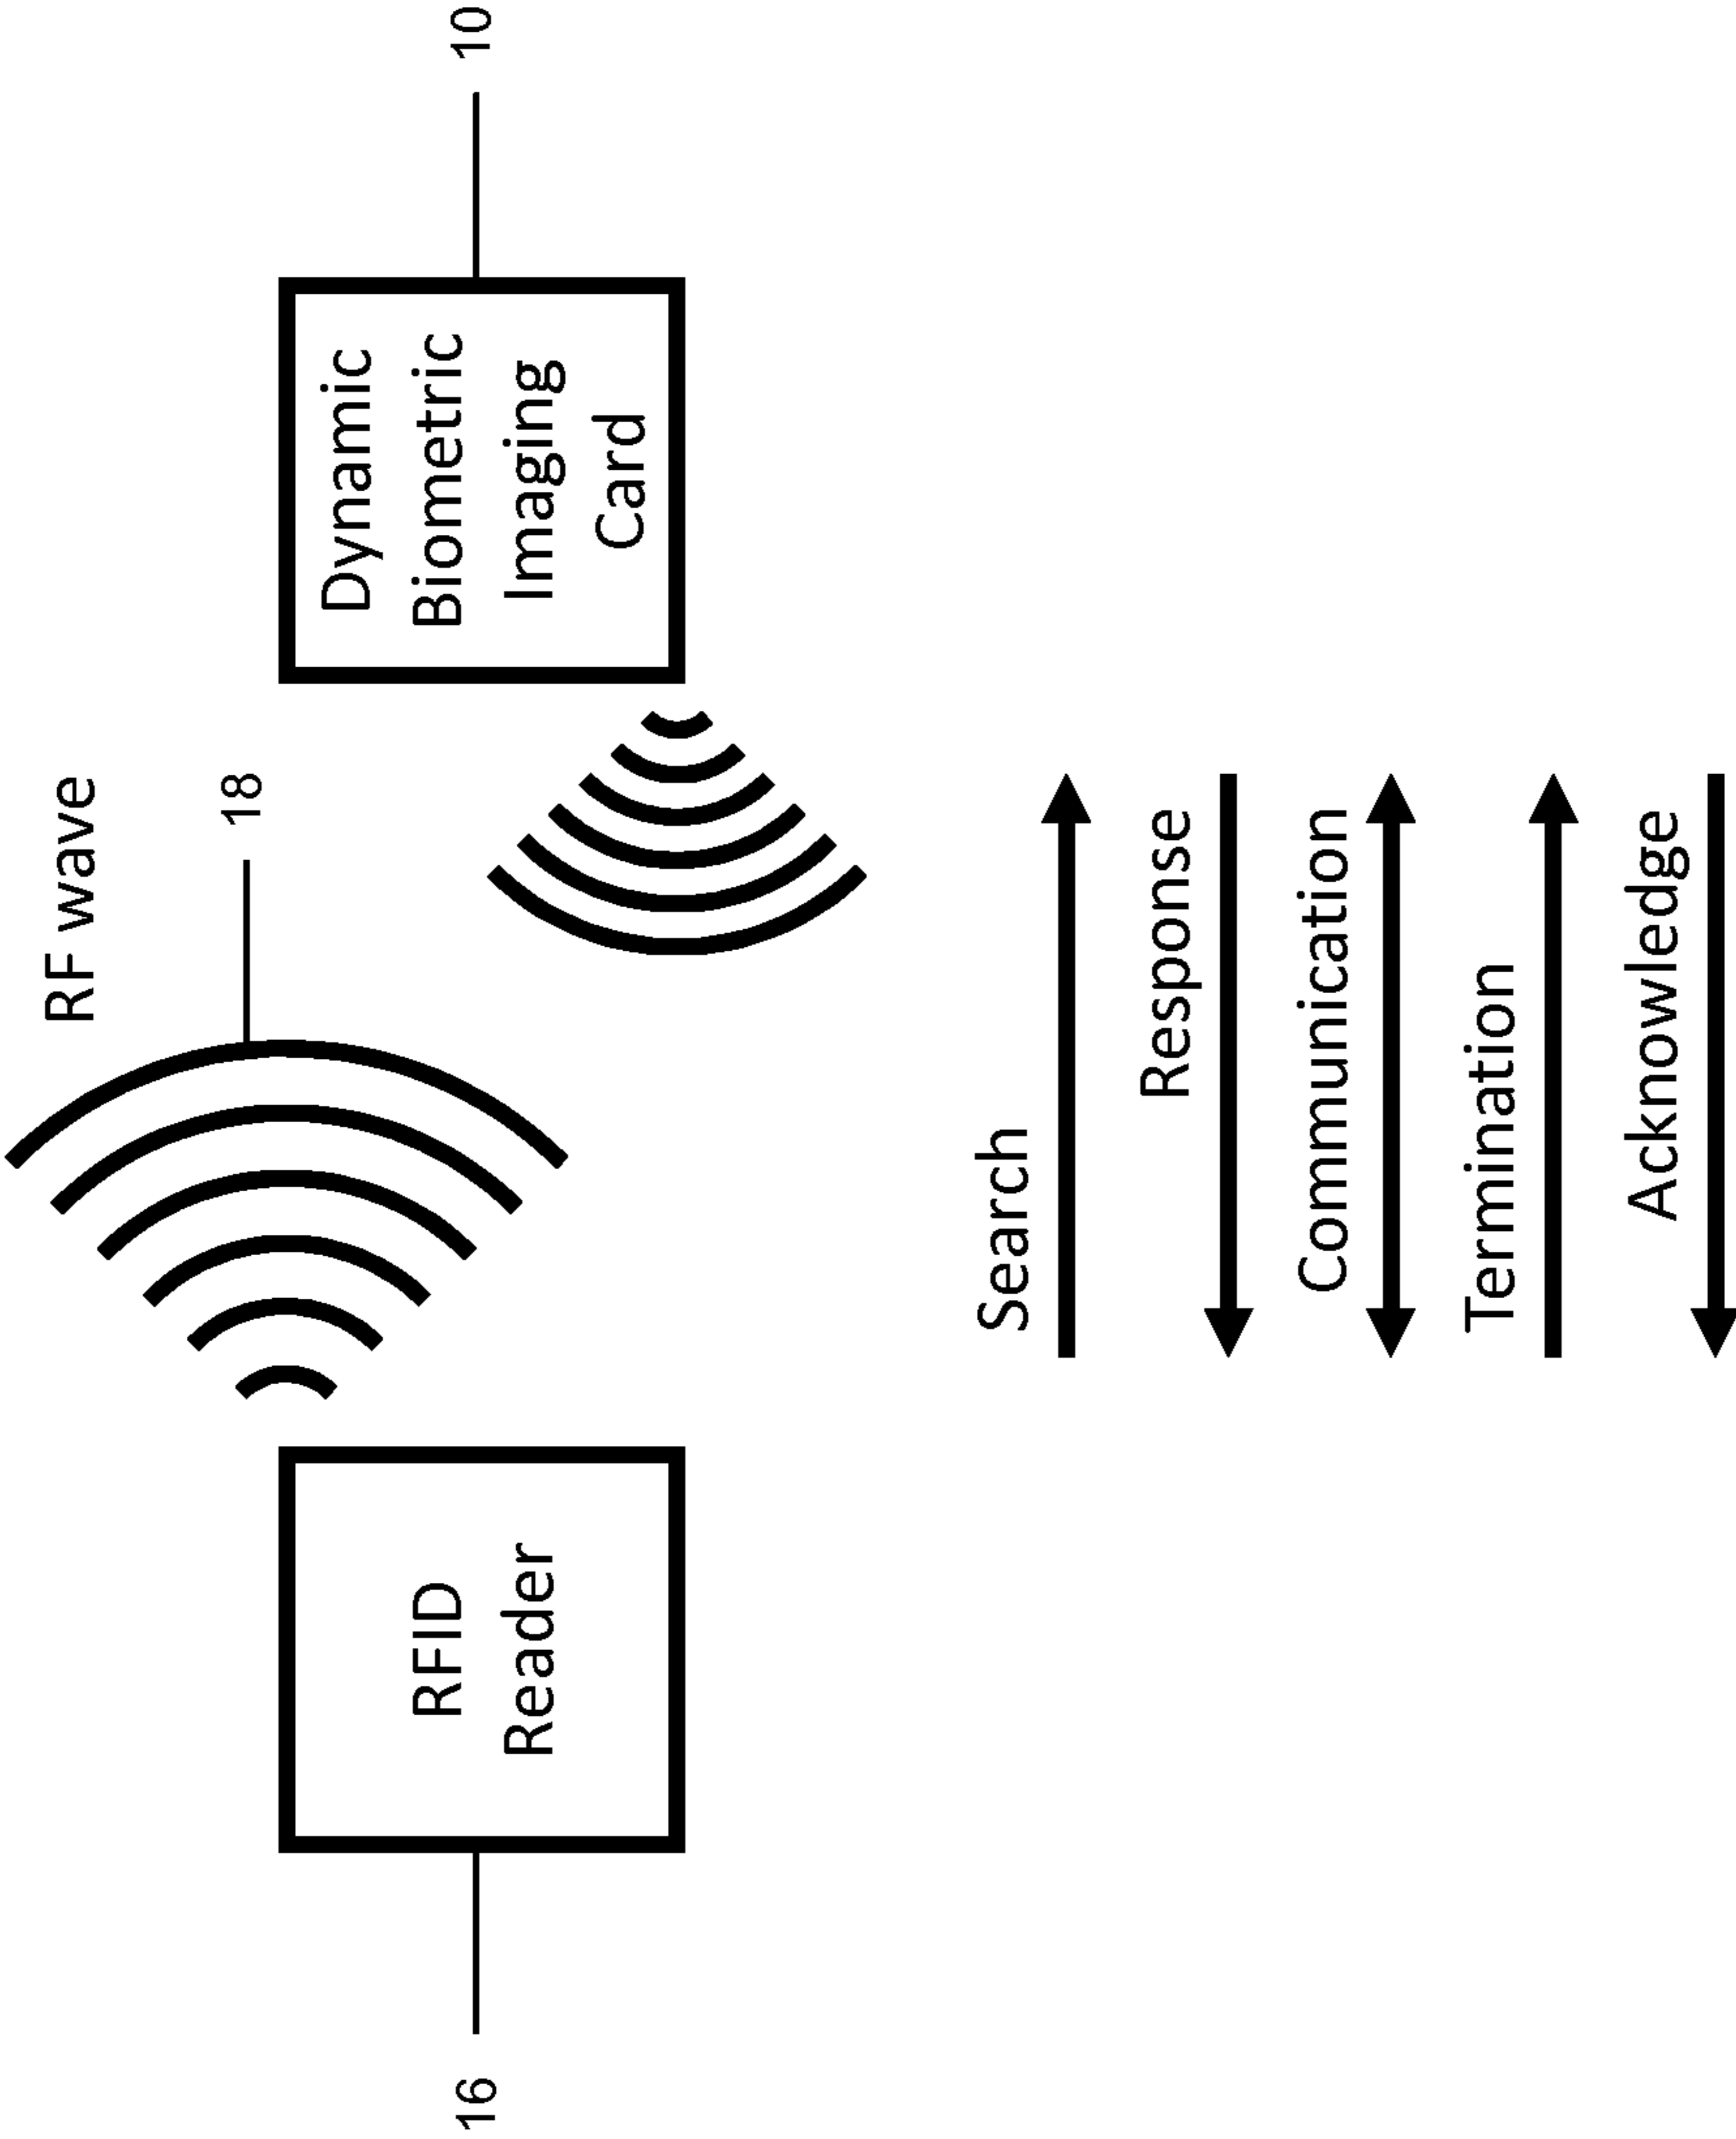 RF wave
18
16
RFID
Reader
Dynamic
Biometric
Imaging
Card
10
Search
Response
Communication
Termination
Acknowledge